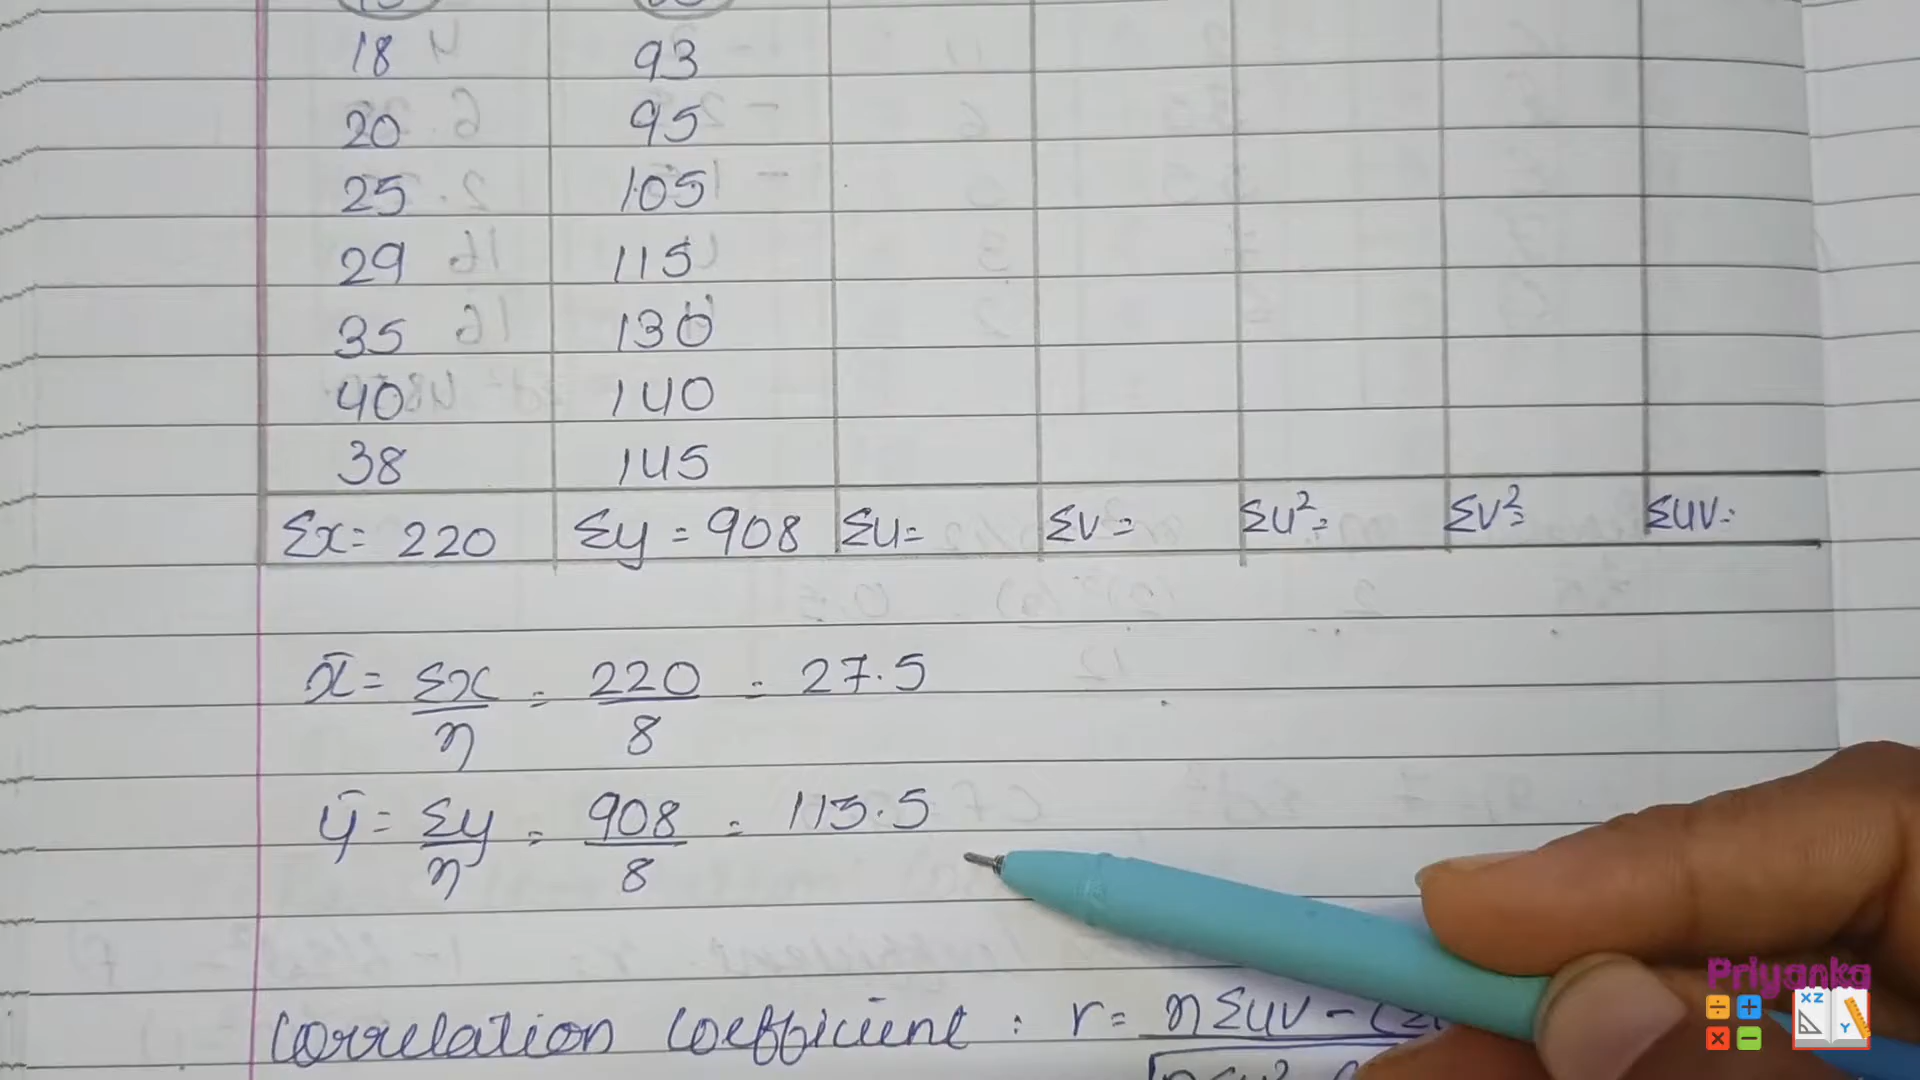 18 93
20 95
25 105
29 115
35 130
40 140
38 145
Σx= 220 Σy = 908 Σu= Σv= Σu²= Σv²= Σuv=
x̄ = Σx/n = 220/8 = 27.5
ȳ = Σy/n = 908/8 = 113.5
Correlation coefficient : r= nΣuv - (
Priyanka
XZ
Y